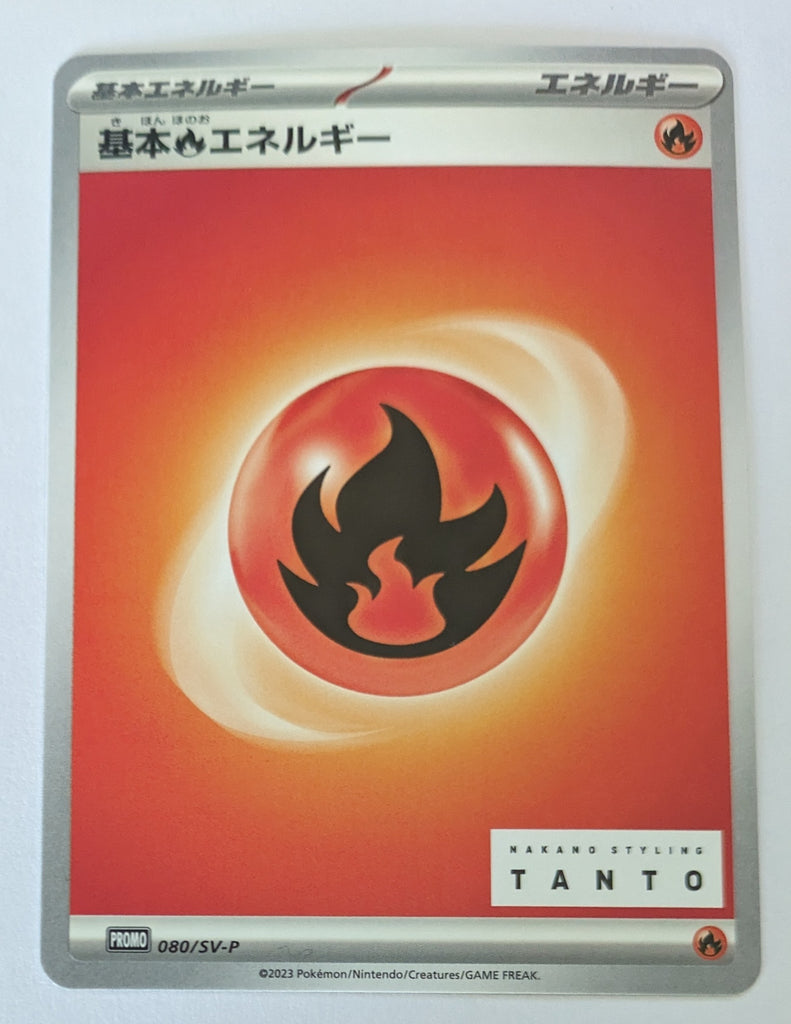 基本エネルギー エネルギー
き ほん ほのお
基本🔥エネルギー
NAKANO STYLING
TANTO
PROMO 080/SV-P
©2023 Pokémon/Nintendo/Creatures/GAME FREAK.